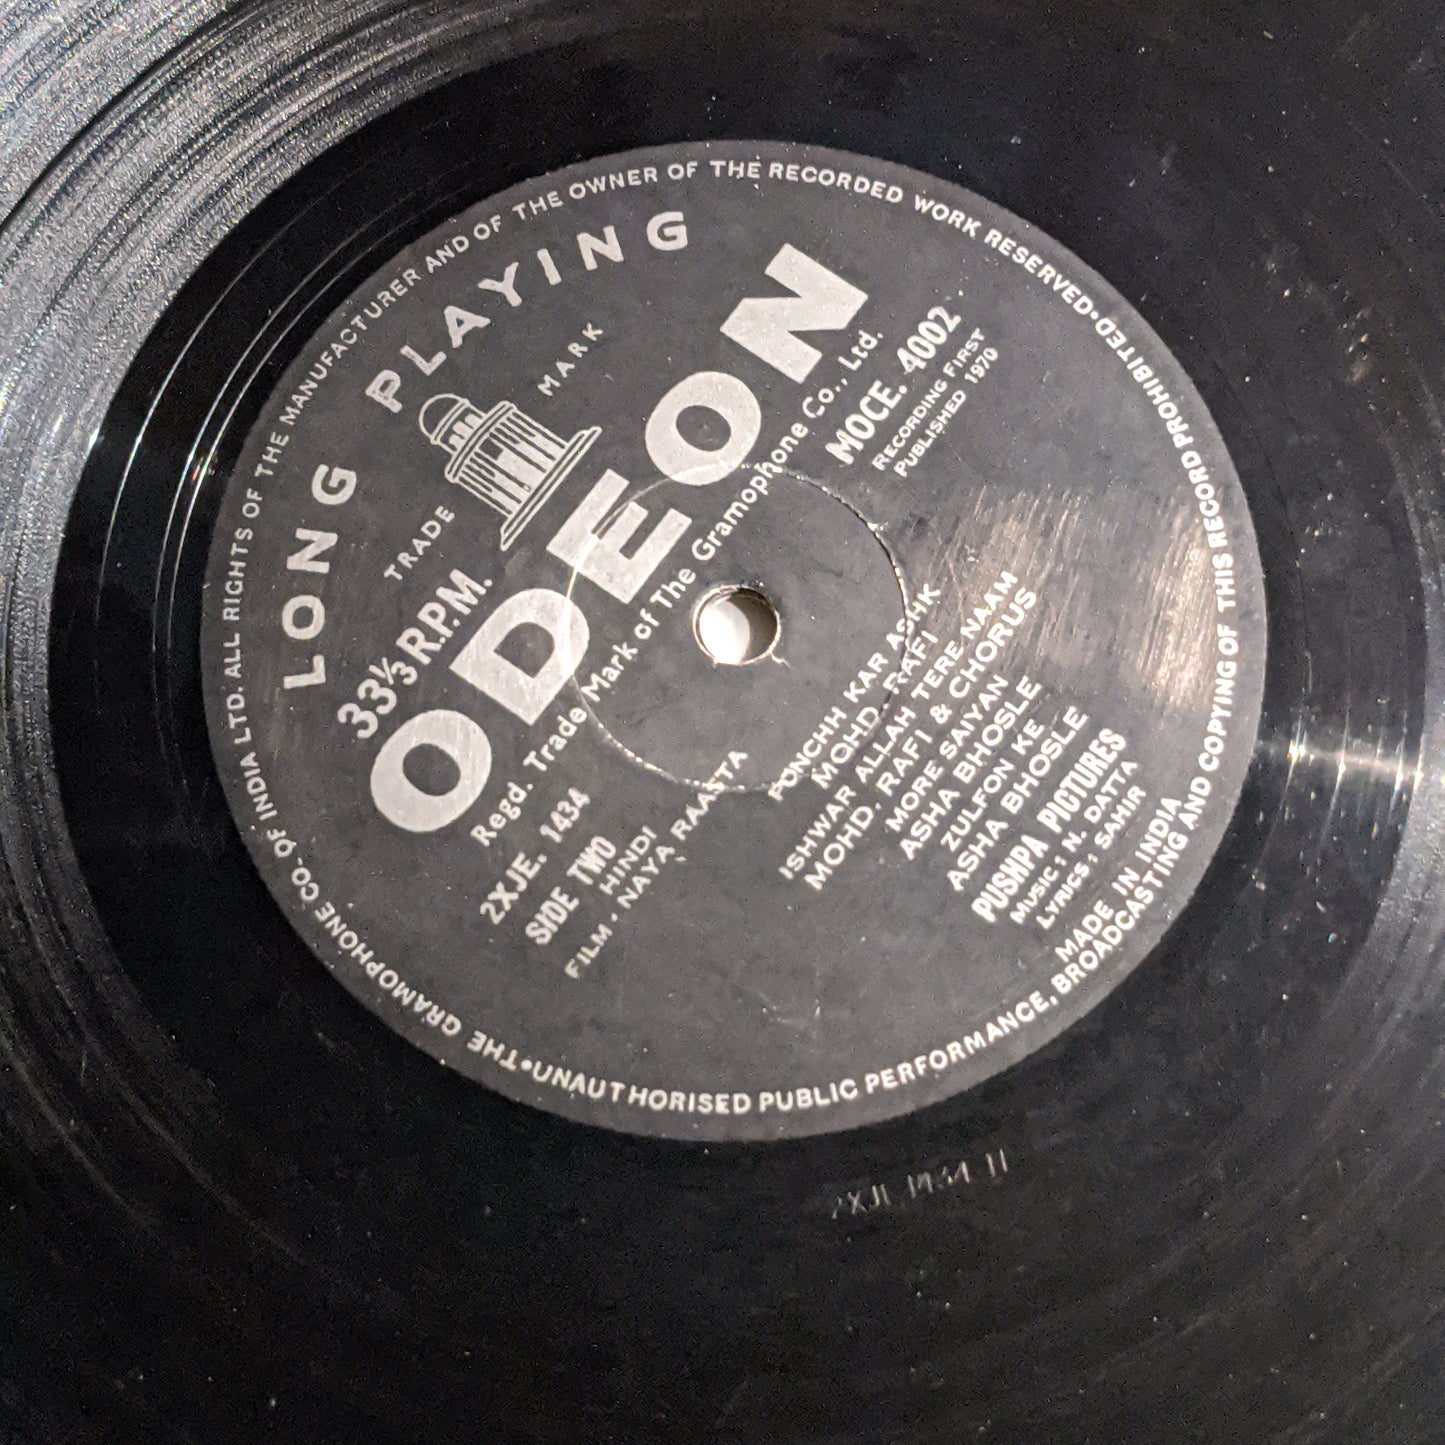 THE GRAMOPHONE CO. OF INDIA LTD. ALL RIGHTS OF THE MANUFACTURER AND OF THE OWNER OF THE RECORDED WORK RESERVED•
UNAUTHORISED PUBLIC PERFORMANCE, BROADCASTING AND COPYING OF THIS RECORD PROHIBITED•
LONG PLAYING
TRADE MARK
33⅓ R.P.M.
ODEON
Regd. Trade Mark of The Gramophone Co., Ltd.
2XJE. 1434
MOCE. 4002
SIDE TWO
RECORDING FIRST
PUBLISHED 1970
HINDI
FILM. NAYA RAASTA
PONCHH KAR ASHK
MOHD. RAFI
ISHWAR ALLAH TERE NAAM
MOHD. RAFI & CHORUS
MORE SAIYAN
ASHA BHOSLE
ZULFON KE
ASHA BHOSLE
PUSHPA PICTURES
MUSIC: N. DATTA
LYRICS: SAHIR
MADE IN INDIA